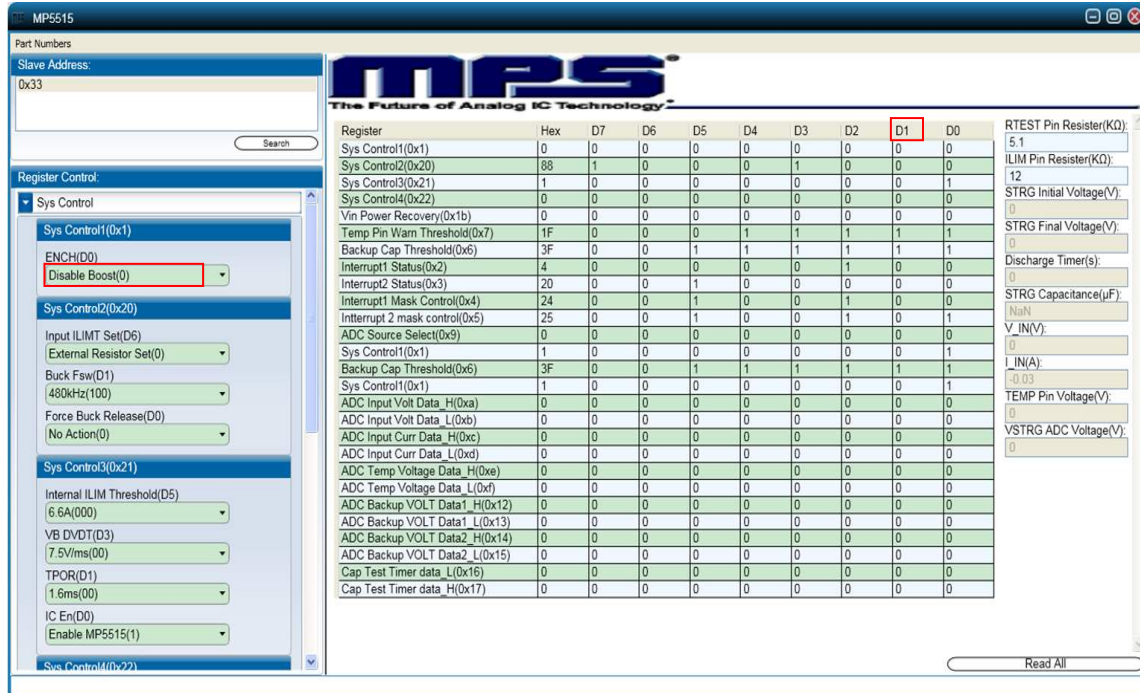 MP5515
Part Numbers
Slave Address:
0x33
Search
Register Control:
Sys Control
Sys Control1(0x1)
ENCH(D0)
Disable Boost(0)
Sys Control2(0x20)
Input ILIMT Set(D6)
External Resistor Set(0)
Buck Fsw(D1)
480kHz(100)
Force Buck Release(D0)
No Action(0)
Sys Control3(0x21)
Internal ILIM Threshold(D5)
6.6A(000)
VB DVDT(D3)
7.5V/ms(00)
TPOR(D1)
1.6ms(00)
IC En(D0)
Enable MP5515(1)
Sys Control4(0x22)
mps
The Future of Analog IC Technology
Register Hex D7 D6 D5 D4 D3 D2 D1 D0
Sys Control1(0x1) 0 0 0 0 0 0 0 0 0
Sys Control2(0x20) 88 1 0 0 0 1 0 0 0
Sys Control3(0x21) 1 0 0 0 0 0 0 0 1
Sys Control4(0x22) 0 0 0 0 0 0 0 0 0
Vin Power Recovery(0x1b) 0 0 0 0 0 0 0 0 0
Temp Pin Warn Threshold(0x7) 1F 0 0 0 1 1 1 1 1
Backup Cap Threshold(0x6) 3F 0 0 1 1 1 1 1 1
Interrupt1 Status(0x2) 4 0 0 0 0 0 1 0 0
Interrupt2 Status(0x3) 20 0 0 1 0 0 0 0 0
Interrupt1 Mask Control(0x4) 24 0 0 1 0 0 1 0 0
Intterrupt 2 mask control(0x5) 25 0 0 1 0 0 1 0 1
ADC Source Select(0x9) 0 0 0 0 0 0 0 0 0
Sys Control1(0x1) 1 0 0 0 0 0 0 0 1
Backup Cap Threshold(0x6) 3F 0 0 1 1 1 1 1 1
Sys Control1(0x1) 1 0 0 0 0 0 0 0 1
ADC Input Volt Data_H(0xa) 0 0 0 0 0 0 0 0 0
ADC Input Volt Data_L(0xb) 0 0 0 0 0 0 0 0 0
ADC Input Curr Data_H(0xc) 0 0 0 0 0 0 0 0 0
ADC Input Curr Data_L(0xd) 0 0 0 0 0 0 0 0 0
ADC Temp Voltage Data_H(0xe) 0 0 0 0 0 0 0 0 0
ADC Temp Voltage Data_L(0xf) 0 0 0 0 0 0 0 0 0
ADC Backup VOLT Data1_H(0x12) 0 0 0 0 0 0 0 0 0
ADC Backup VOLT Data1_L(0x13) 0 0 0 0 0 0 0 0 0
ADC Backup VOLT Data2_H(0x14) 0 0 0 0 0 0 0 0 0
ADC Backup VOLT Data2_L(0x15) 0 0 0 0 0 0 0 0 0
Cap Test Timer data_L(0x16) 0 0 0 0 0 0 0 0 0
Cap Test Timer data_H(0x17) 0 0 0 0 0 0 0 0 0
RTEST Pin Resister(KΩ):
5.1
ILIM Pin Resister(KΩ):
12
STRG Initial Voltage(V):
0
STRG Final Voltage(V):
0
Discharge Timer(s):
0
STRG Capacitance(μF):
NaN
V_IN(V):
0
I_IN(A):
-0.03
TEMP Pin Voltage(V):
0
VSTRG ADC Voltage(V):
0
Read All